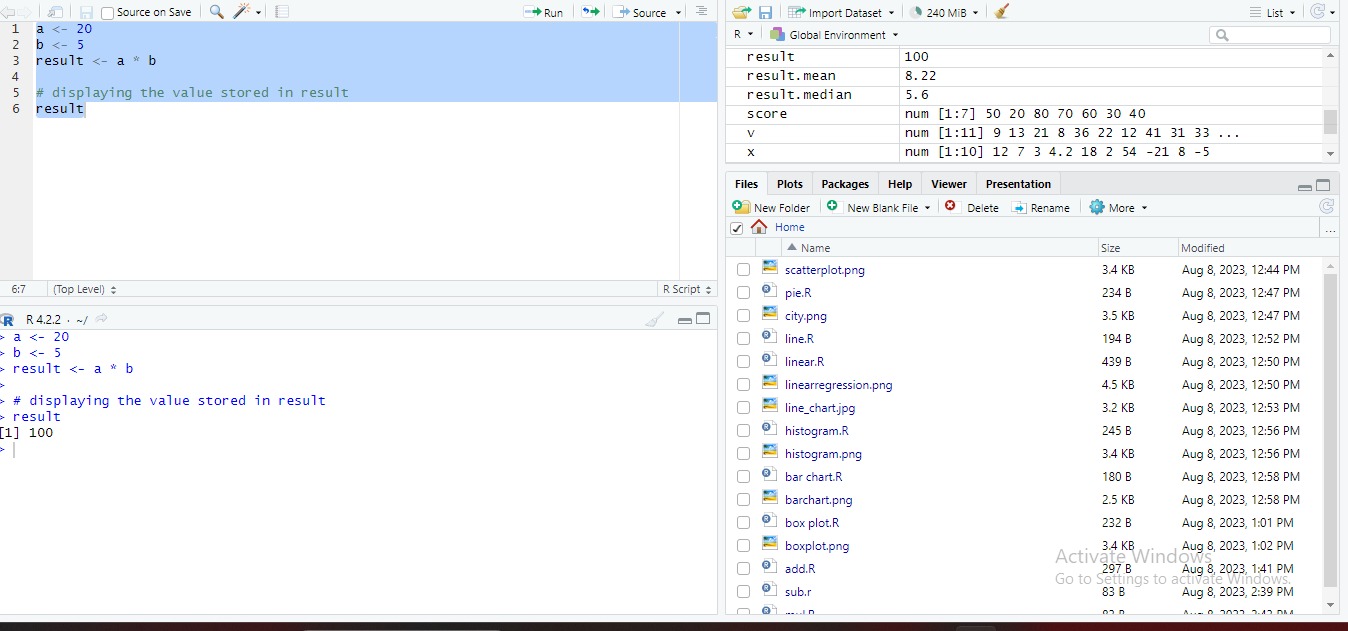 Source on Save Run Source
1 a <- 20
2 b <- 5
3 result <- a * b
4
5 # displaying the value stored in result
6 result
6:7 (Top Level) R Script
R 4.2.2 · ~/
> a <- 20
> b <- 5
> result <- a * b
>
> # displaying the value stored in result
> result
[1] 100
>
Import Dataset 240 MiB List
R Global Environment
result 100
result.mean 8.22
result.median 5.6
score num [1:7] 50 20 80 70 60 30 40
v num [1:11] 9 13 21 8 36 22 12 41 31 33 ...
x num [1:10] 12 7 3 4.2 18 2 54 -21 8 -5
Files Plots Packages Help Viewer Presentation
New Folder New Blank File Delete Rename More
Home ...
Name Size Modified
scatterplot.png 3.4 KB Aug 8, 2023, 12:44 PM
pie.R 234 B Aug 8, 2023, 12:47 PM
city.png 3.5 KB Aug 8, 2023, 12:47 PM
line.R 194 B Aug 8, 2023, 12:52 PM
linear.R 439 B Aug 8, 2023, 12:50 PM
linearregression.png 4.5 KB Aug 8, 2023, 12:50 PM
line_chart.jpg 3.2 KB Aug 8, 2023, 12:53 PM
histogram.R 245 B Aug 8, 2023, 12:56 PM
histogram.png 3.4 KB Aug 8, 2023, 12:56 PM
bar chart.R 180 B Aug 8, 2023, 12:58 PM
barchart.png 2.5 KB Aug 8, 2023, 12:58 PM
box plot.R 232 B Aug 8, 2023, 1:01 PM
boxplot.png 3.4 KB Aug 8, 2023, 1:02 PM
add.R 297 B Aug 8, 2023, 1:41 PM
sub.r 83 B Aug 8, 2023, 2:39 PM
Activate Windows
Go to Settings to activate Windows.